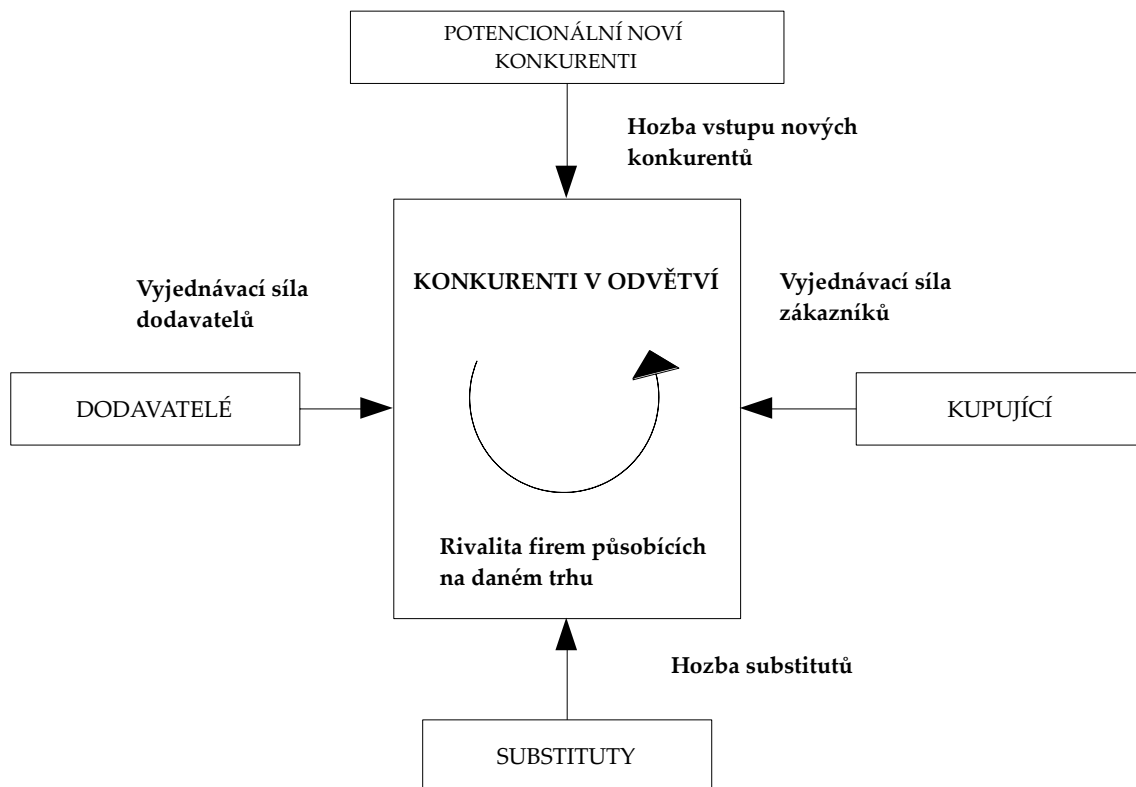 POTENCIONÁLNÍ NOVÍ
KONKURENTI
Hozba vstupu nových
konkurentů
KONKURENTI V ODVĚTVÍ
Vyjednávací síla
dodavatelů
Vyjednávací síla
zákazníků
DODAVATELÉ
KUPUJÍCÍ
Rivalita firem působících
na daném trhu
Hozba substitutů
SUBSTITUTY